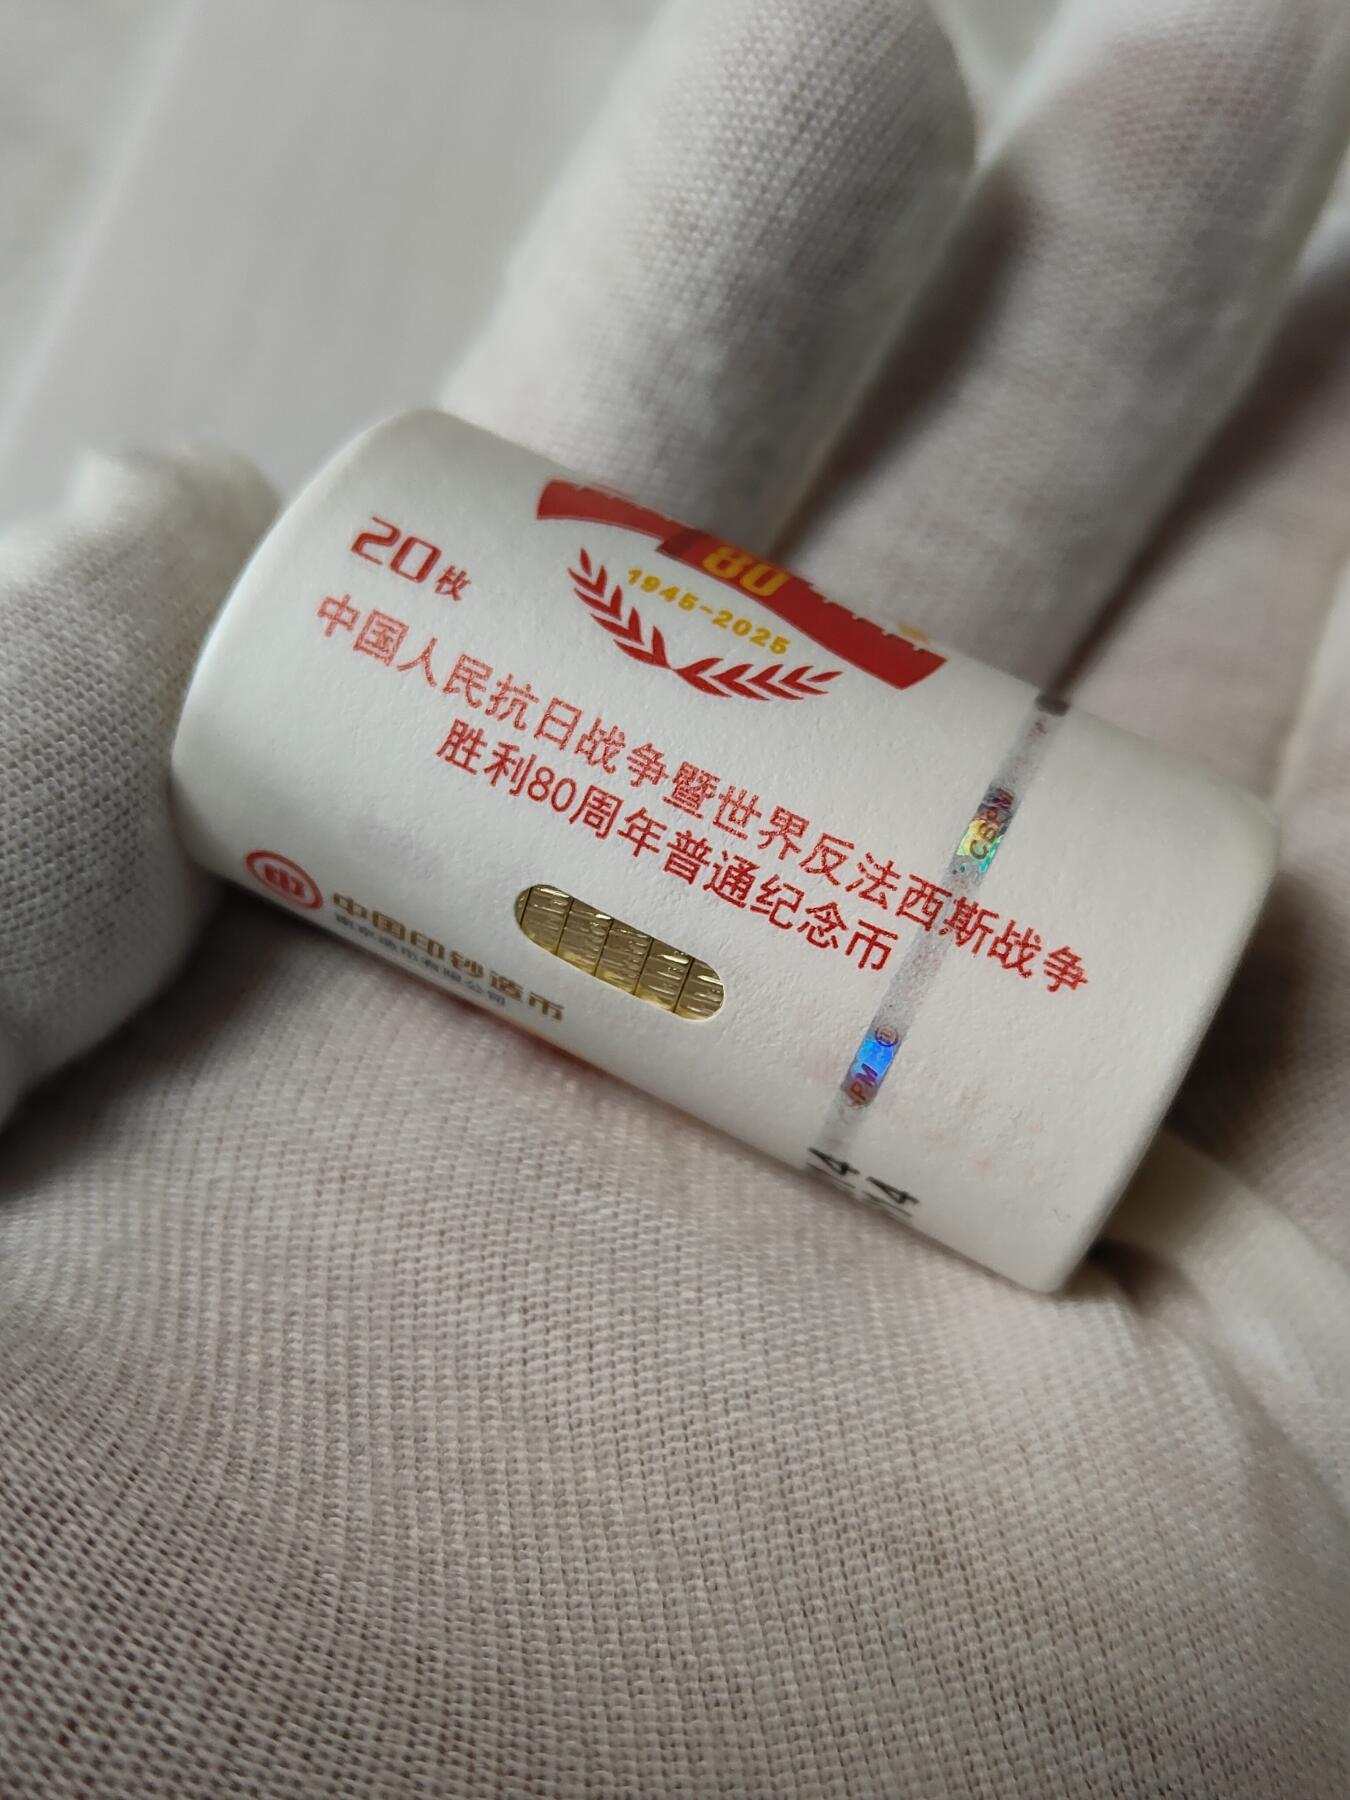 80
1945-2025
20枚
中国人民抗日战争暨世界反法西斯战争
胜利80周年普通纪念币
中国印钞造币
CBPM
PM